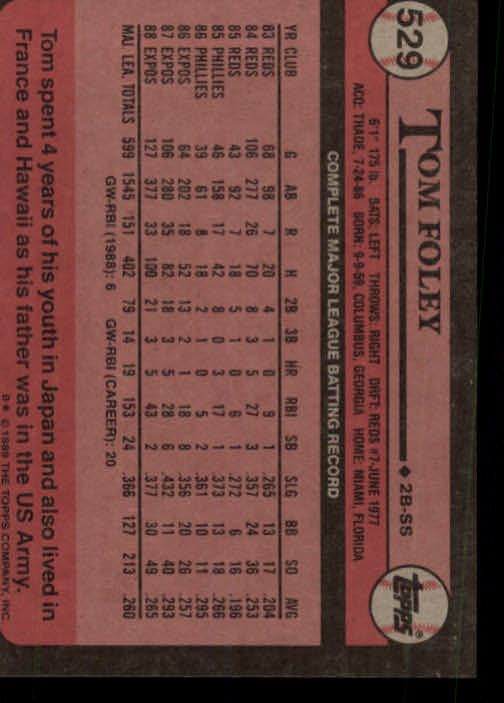 529
TOM FOLEY
◆ 2B-SS
TOPPS®
6'1" 175 lb. BATS: LEFT THROWS: RIGHT DRFT: REDS #7-JUNE 1977
ACQ: TRADE, 7-24-86 BORN: 9-9-59, COLUMBUS, GEORGIA HOME: MIAMI, FLORIDA
COMPLETE MAJOR LEAGUE BATTING RECORD
YR CLUB G AB R H 2B 3B HR RBI SB SLG BB SO AVG
83 REDS 68 98 7 20 4 1 0 9 1 .265 13 17 .204
84 REDS 106 277 26 70 8 3 5 27 3 .357 24 36 .253
85 REDS 43 92 7 18 5 1 0 6 1 .272 6 16 .196
85 PHILLIES 46 158 17 42 8 0 3 17 1 .373 13 18 .266
86 PHILLIES 39 61 8 18 2 1 0 5 2 .361 10 11 .295
86 EXPOS 64 202 18 52 13 2 1 18 8 .356 20 26 .257
87 EXPOS 106 280 35 82 18 3 5 28 6 .432 11 40 .293
88 EXPOS 127 377 33 100 21 3 5 43 2 .377 30 49 .265
MAJ. LEA. TOTALS 599 1545 151 402 79 14 19 153 24 .366 127 213 .260
GW-RBI (1988): 6 GW-RBI (CAREER): 20
Tom spent 4 years of his youth in Japan and also lived in
France and Hawaii as his father was in the US Army.
© 1989 THE TOPPS COMPANY, INC.